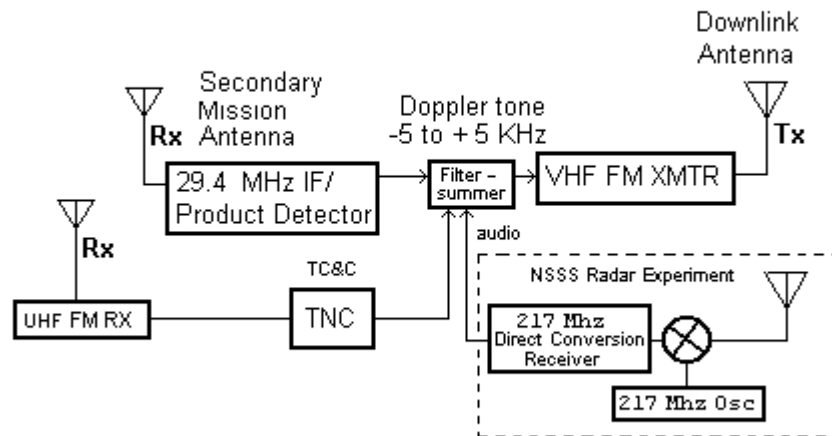 Downlink
Antenna
Secondary
Mission
Antenna
Rx
Doppler tone
-5 to + 5 KHz
Tx
29.4 MHz IF/
Product Detector
Filter -
summer
VHF FM XMTR
Rx
audio
TC&C
NSSS Radar Experiment
UHF FM RX
TNC
217 Mhz
Direct Conversion
Receiver
217 Mhz Osc